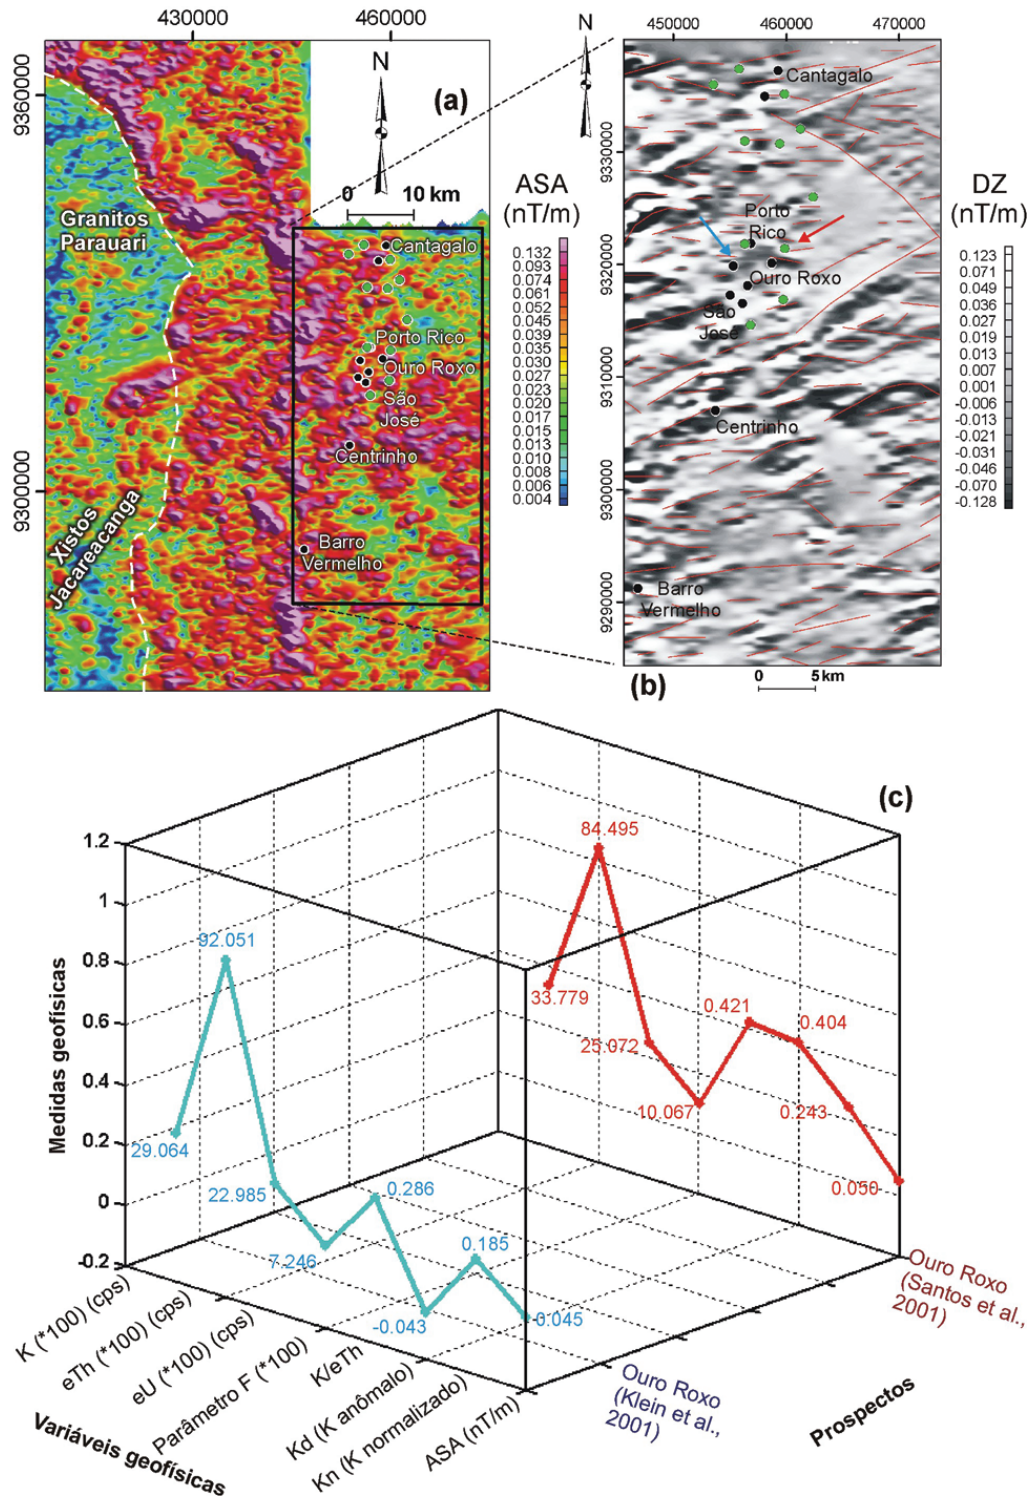 430000
460000
9360000
9300000
N
(a)
0
10 km
Granitos
Parauari
Xistos
Jacareacanga
Cantagalo
Porto Rico
Ouro Roxo
São
José
Centrinho
Barro
Vermelho
ASA
(nT/m)
0.132
0.093
0.074
0.061
0.052
0.045
0.039
0.035
0.030
0.027
0.023
0.020
0.017
0.015
0.013
0.010
0.008
0.006
0.004
N
450000
460000
470000
9330000
9320000
9310000
9300000
9290000
Cantagalo
Porto
Rico
Ouro Roxo
São
José
Centrinho
Barro
Vermelho
(b)
0
5 km
DZ
(nT/m)
0.123
0.071
0.049
0.036
0.027
0.019
0.013
0.007
0.001
-0.006
-0.013
-0.021
-0.031
-0.046
-0.070
-0.128
(c)
1.2
1
0.8
0.6
0.4
0.2
0
-0.2
Medidas geofísicas
92.051
29.064
22.985
7.246
0.286
-0.043
0.185
0.045
84.495
33.779
25.072
10.067
0.421
0.404
0.243
0.050
K (*100) (cps)
eTh (*100) (cps)
eU (*100) (cps)
Parâmetro F (*100)
K/eTh
Kd (K anômalo)
Kn (K normalizado)
ASA (nT/m)
Variáveis geofísicas
Ouro Roxo
(Klein et al.,
2001)
Ouro Roxo
(Santos et al.,
2001)
Prospectos